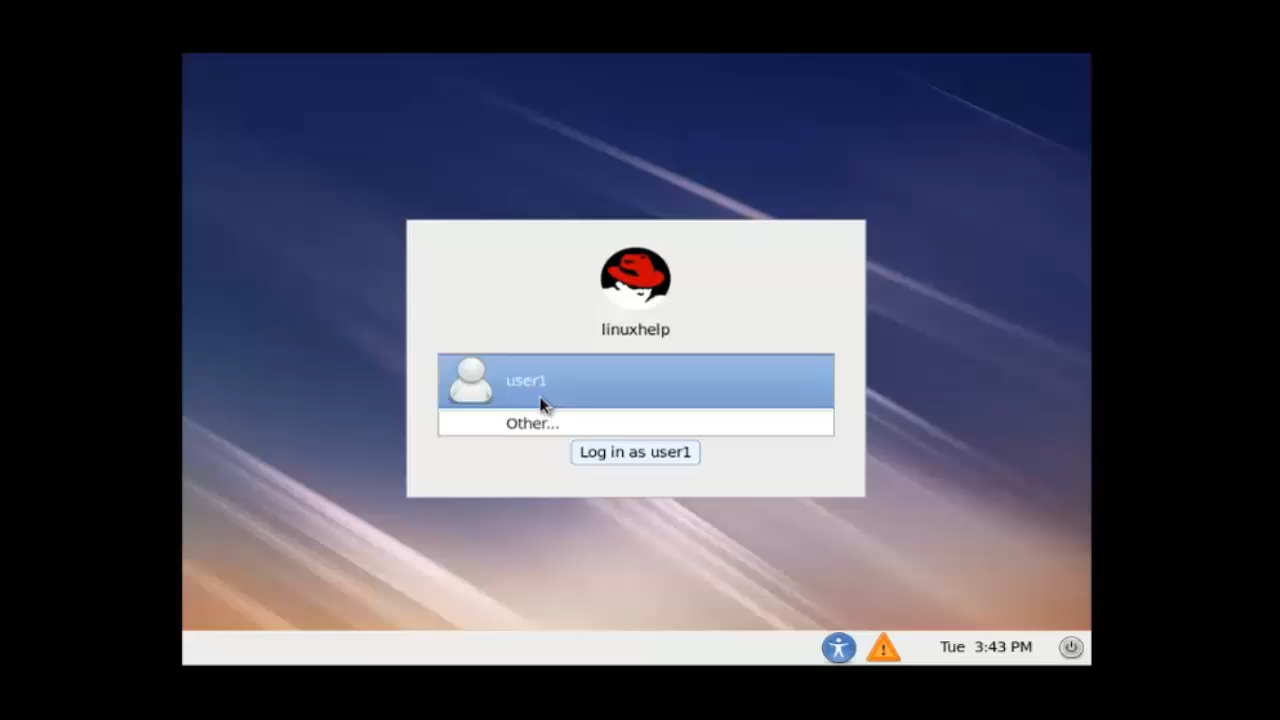 linuxhelp
user1
Other...
Log in as user1
Tue 3:43 PM